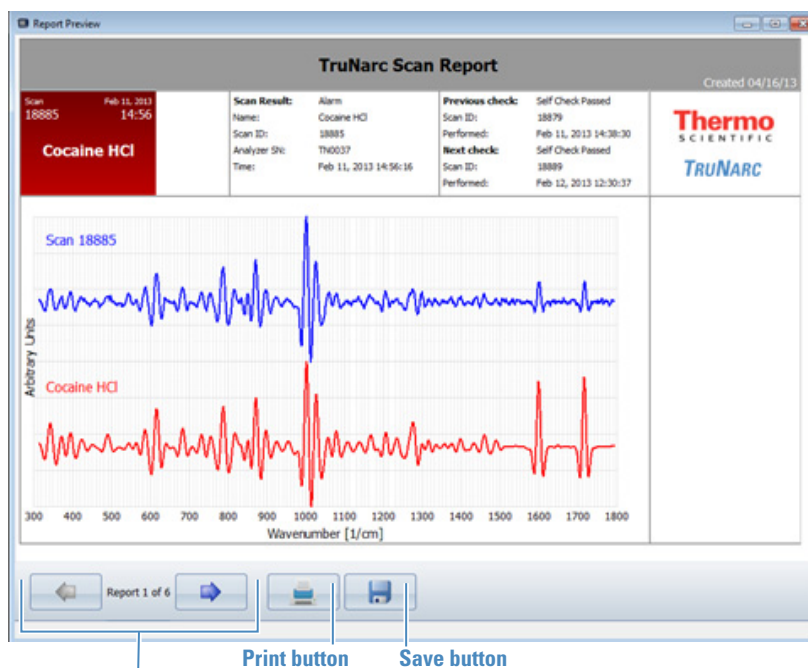 Report Preview
TruNarc Scan Report
Created 04/16/13
Scan Feb 11, 2013
18885 14:56
Cocaine HCl
Scan Result: Alarm
Name: Cocaine HCl
Scan ID: 18885
Analyzer SN: TN0037
Time: Feb 11, 2013 14:56:16
Previous check: Self Check Passed
Scan ID: 18879
Performed: Feb 11, 2013 14:38:30
Next check: Self Check Passed
Scan ID: 18889
Performed: Feb 12, 2013 12:30:37
Thermo
SCIENTIFIC
TRUNARC
Scan 18885
Arbitrary Units
Cocaine HCl
300 400 500 600 700 800 900 1000 1100 1200 1300 1400 1500 1600 1700 1800
Wavenumber [1/cm]
Report 1 of 6
Print button Save button